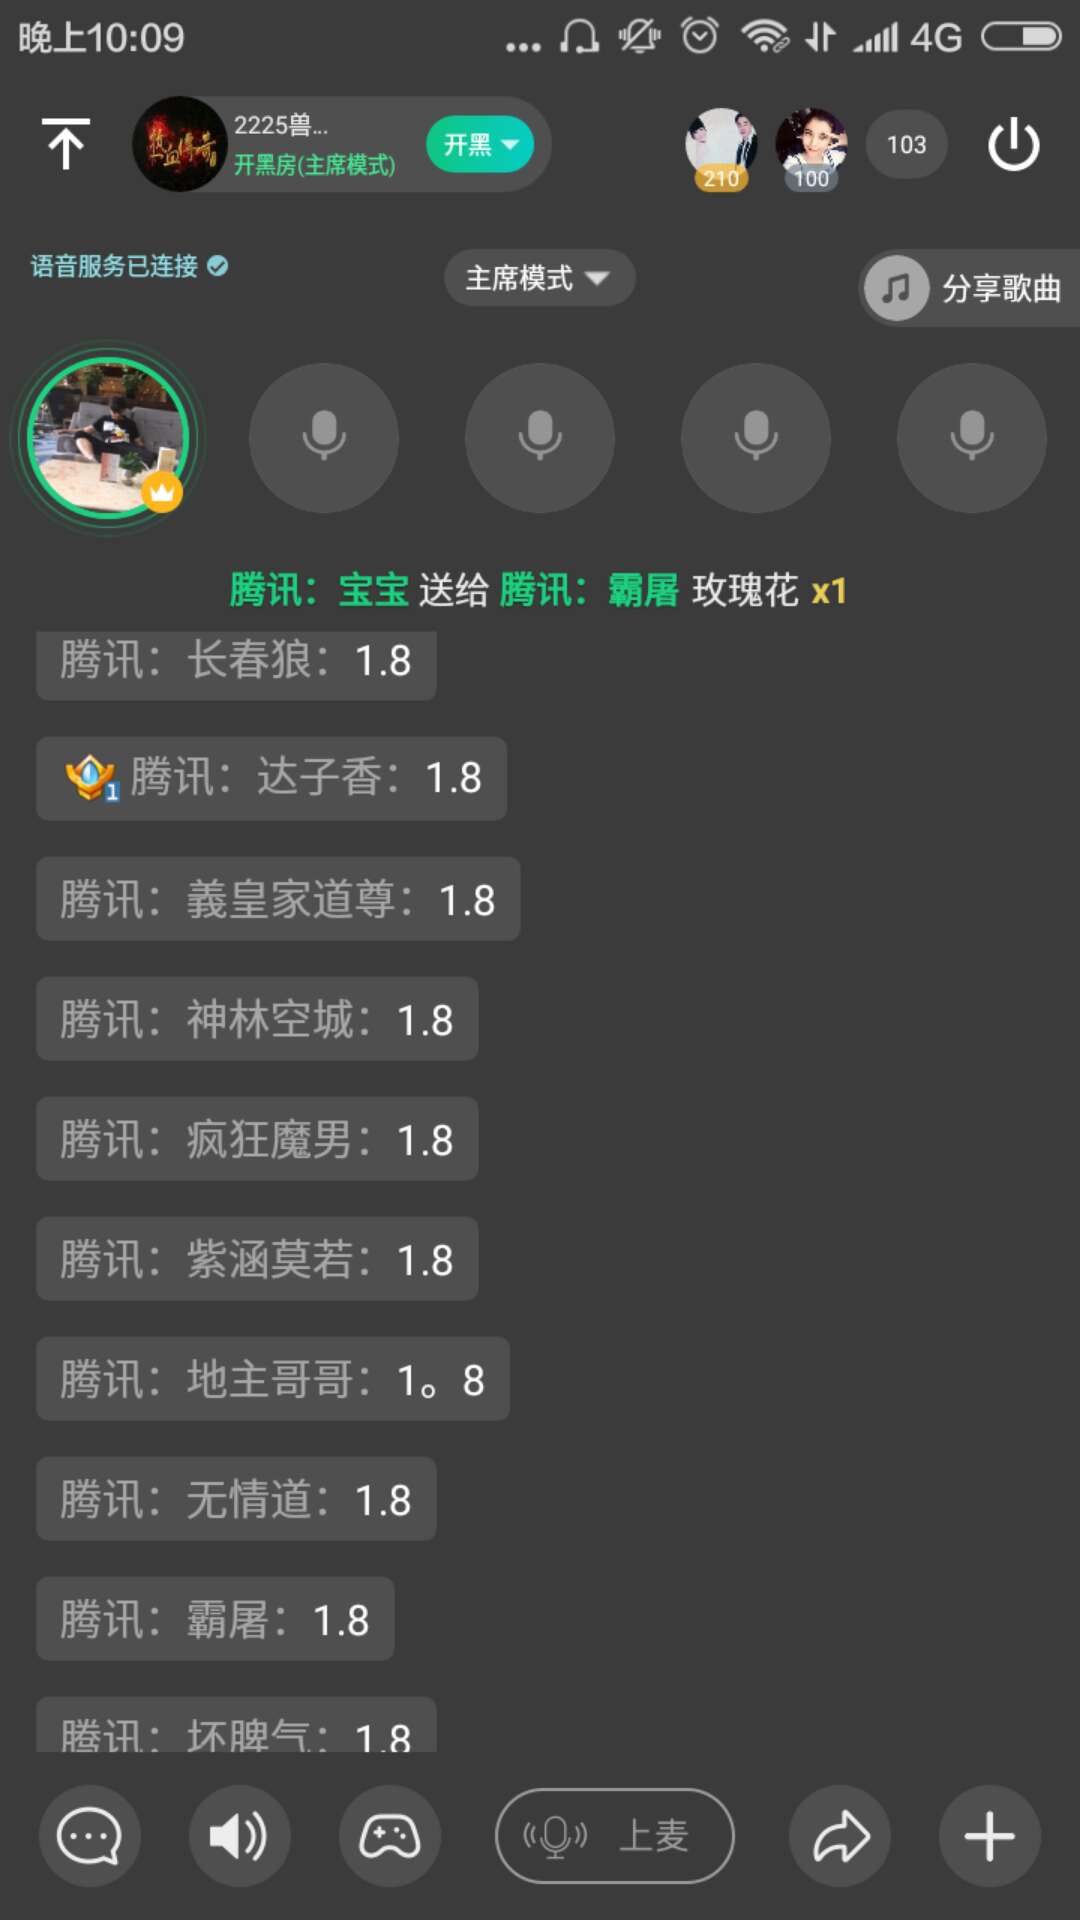 晚上10:09
4G
热血传奇
2225兽...
开黑房(主席模式)
开黑
210
100
103
语音服务已连接
主席模式
分享歌曲
腾讯：宝宝 送给 腾讯：霸屠 玫瑰花 x1
腾讯：长春狼：1.8
1 腾讯：达子香：1.8
腾讯：義皇家道尊：1.8
腾讯：神林空城：1.8
腾讯：疯狂魔男：1.8
腾讯：紫涵莫若：1.8
腾讯：地主哥哥：1。8
腾讯：无情道：1.8
腾讯：霸屠：1.8
腾讯：坏脾气：1.8
上麦